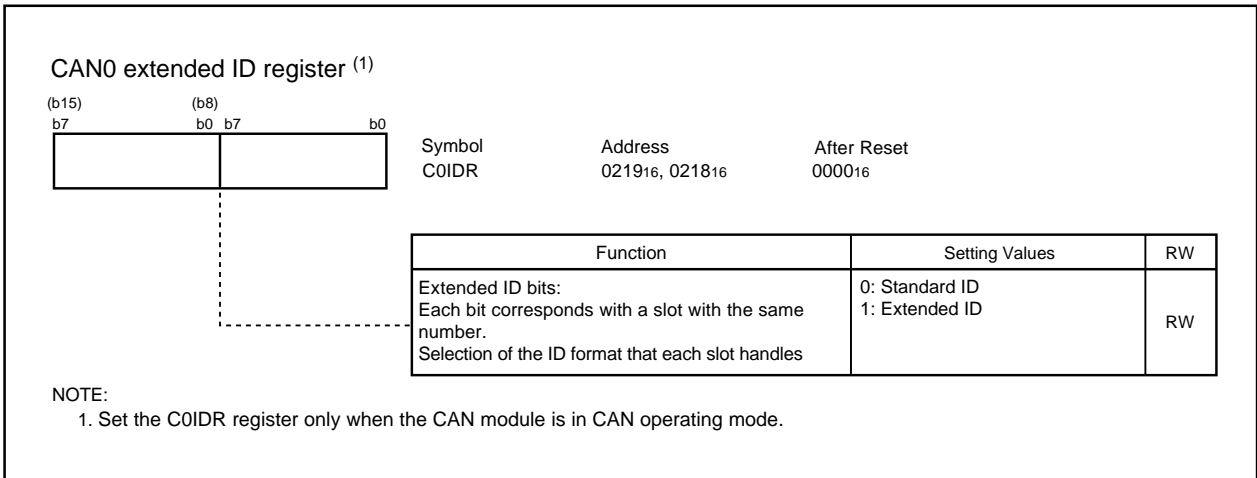 CAN0 extended ID register (1)
(b15) (b8)
b7 b0 b7 b0
Symbol Address After Reset
C0IDR 021916, 021816 000016
Function Setting Values RW
Extended ID bits: 0: Standard ID
Each bit corresponds with a slot with the same 1: Extended ID
number. RW
Selection of the ID format that each slot handles
NOTE:
1. Set the C0IDR register only when the CAN module is in CAN operating mode.